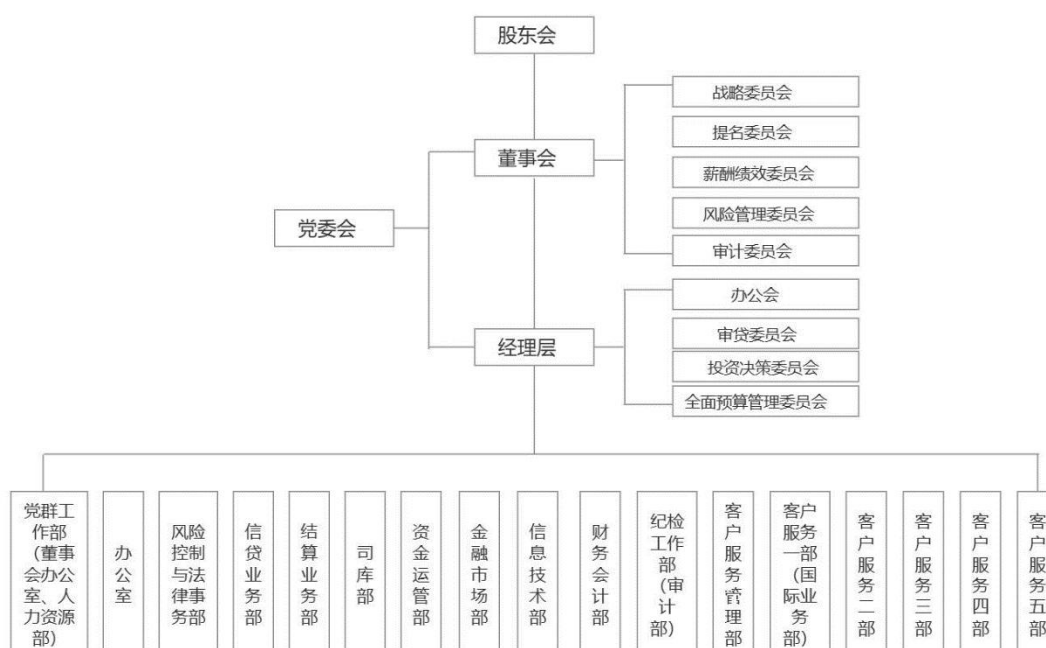 股东会
董事会
党委会
经理层
战略委员会
提名委员会
薪酬绩效委员会
风险管理委员会
审计委员会
办公会
审贷委员会
投资决策委员会
全面预算管理委员会
党群工
作部
（董事
会办公
室、人
力资源
部）
办公室
风险
控制
与法
律事
务部
信贷业务部
结算业务部
司库部
资金运管部
金融市场部
信息技术部
财务会计部
纪检
工作
部（审
计
部）
客户服务管理部
客户
服务
一部
（国
际业
务
部）
客户服务二部
客户服务三部
客户服务四部
客户服务五部